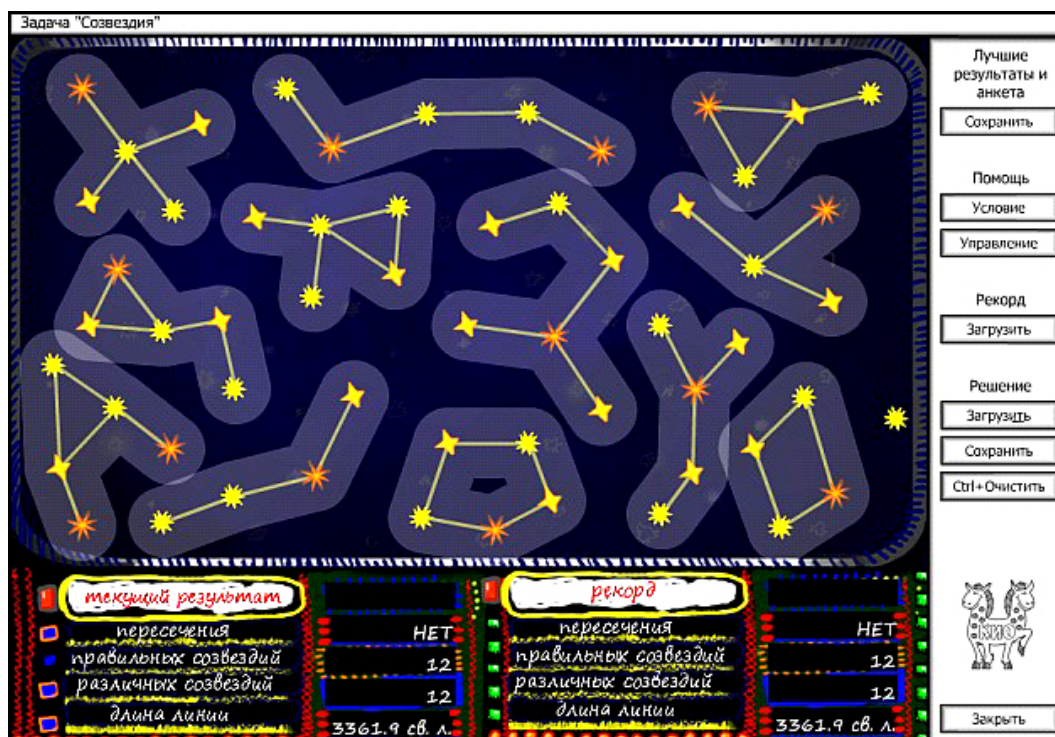 Задача "Созвездия"
Лучшие
результаты и
анкета
Сохранить
Помощь
Условие
Управление
Рекорд
Загрузить
Решение
Загрузить
Сохранить
Ctrl+Очистить
КИО
Закрыть
текущий результат
пересечения НЕТ
правильных созвездий 12
различных созвездий 12
длина линии 3361.9 св. л.
рекорд
пересечения НЕТ
правильных созвездий 12
различных созвездий 12
длина линии 3361.9 св. л.